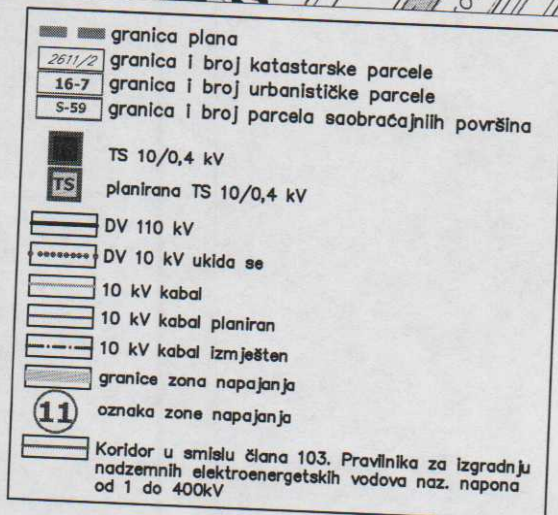 granica plana
2611/2 granica i broj katastarske parcele
16-7 granica i broj urbanističke parcele
S-59 granica i broj parcela saobraćajniih površina
TS 10/0,4 kV
TS planirana TS 10/0,4 kV
DV 110 kV
DV 10 kV ukida se
10 kV kabal
10 kV kabal planiran
10 kV kabal izmješten
granice zona napajanja
11 oznaka zone napajanja
Koridor u smislu člana 103. Pravilnika za izgradnju
nadzemnih elektroenergetskih vodova naz. napona
od 1 do 400kV